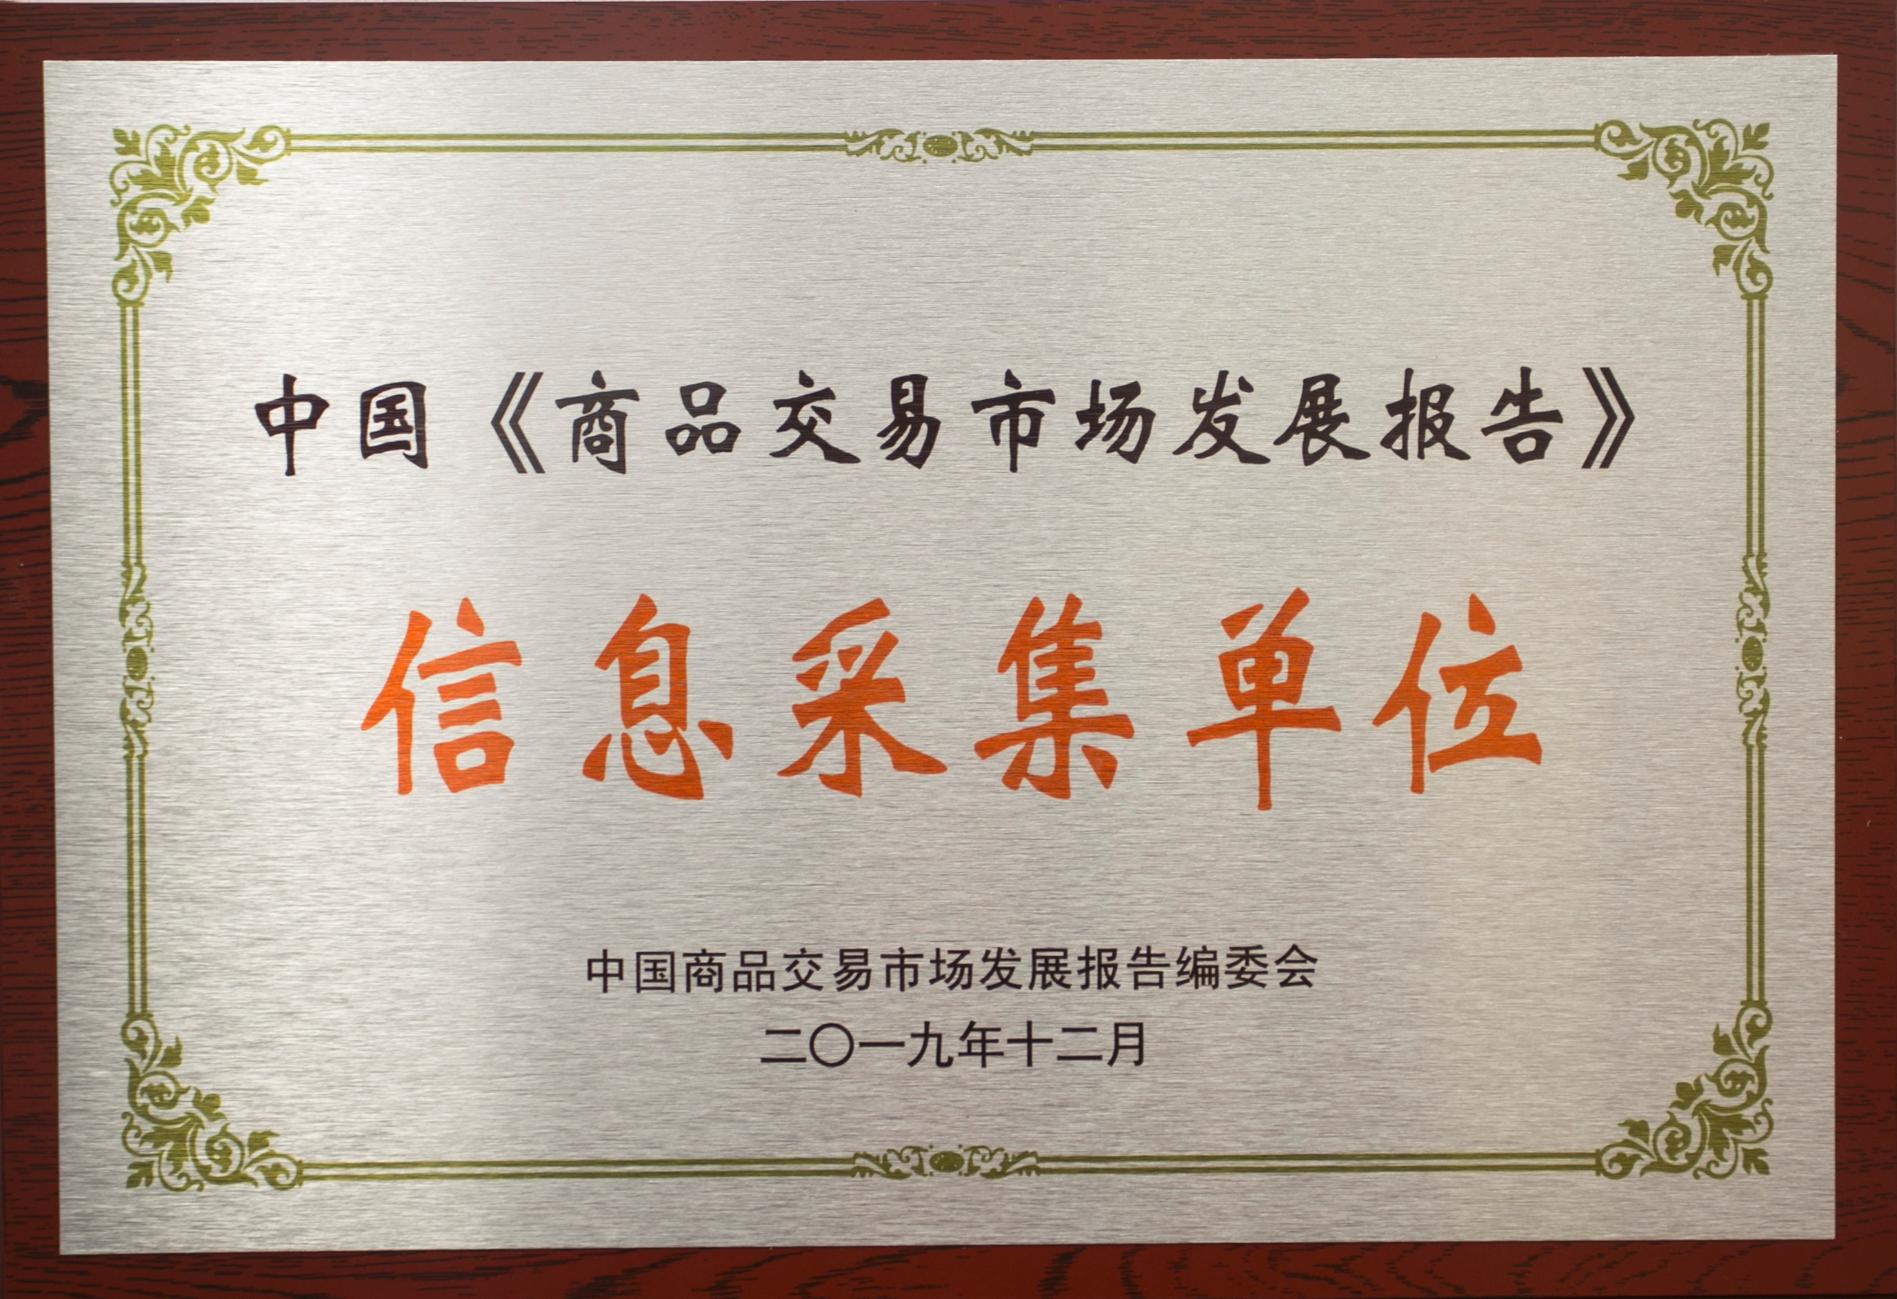 中国《商品交易市场发展报告》
信息采集单位
中国商品交易市场发展报告编委会
二〇一九年十二月